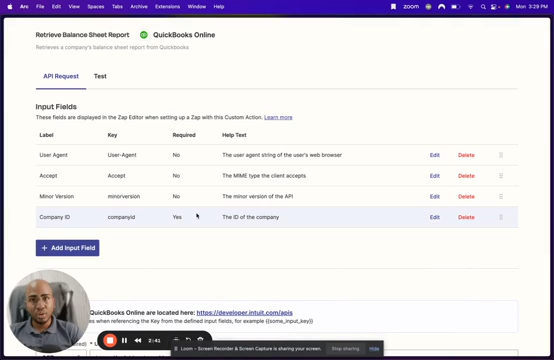 Arc File Edit View Spaces Tabs Archive Extensions Window Help zoom Mon 3:29 PM
Retrieve Balance Sheet Report QuickBooks Online
Retrieves a company's balance sheet report from QuickBooks
API Request Test
Input Fields
These fields are displayed in the Zap Editor when setting up a Zap with this Custom Action. Learn more
Label Key Required Help Text
User Agent User-Agent No The user agent string of the user's web browser Edit Delete
Accept Accept No The MIME type the client accepts Edit Delete
Minor Version minorversion No The minor version of the API Edit Delete
Company ID companyid Yes The ID of the company Edit Delete
+ Add Input Field
QuickBooks Online are located here: https://developer.intuit.com/apis
es when referencing the Key from the defined input fields, for example {{some_input_key}}
2:41
Loom – Screen Recorder & Screen Capture is sharing your screen. Stop sharing Hide